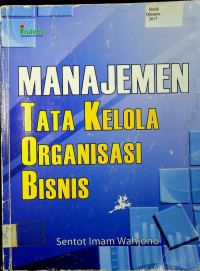 indeks
Stock
Opname
2017
MANAJEMEN
TATA KELOLA
ORGANISASI
BISNIS
Sentot Imam Wahjono